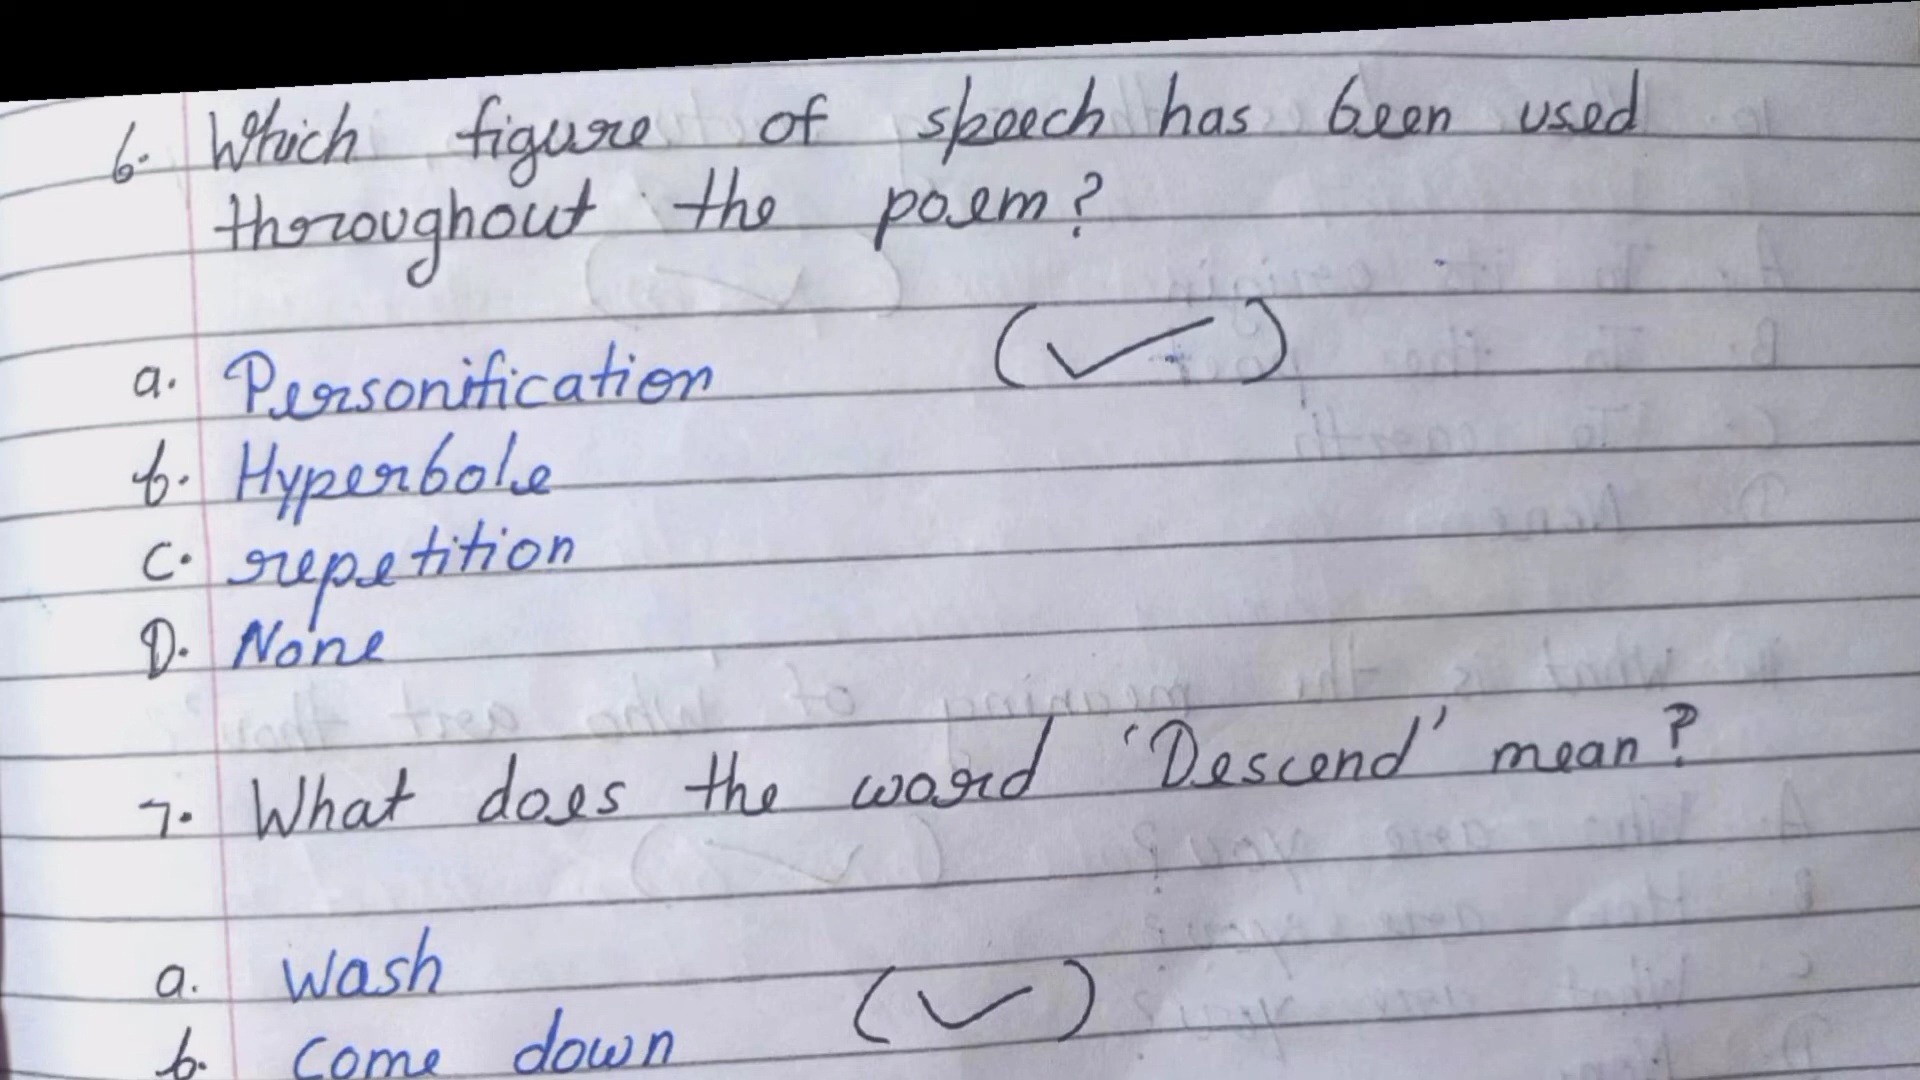 6. Which figure of speech has been used
throughout the poem?
a. Personification (✓)
b. Hyperbole
c. repetition
D. None
7. What does the word 'Descend' mean?
a. Wash
b. Come down (✓)